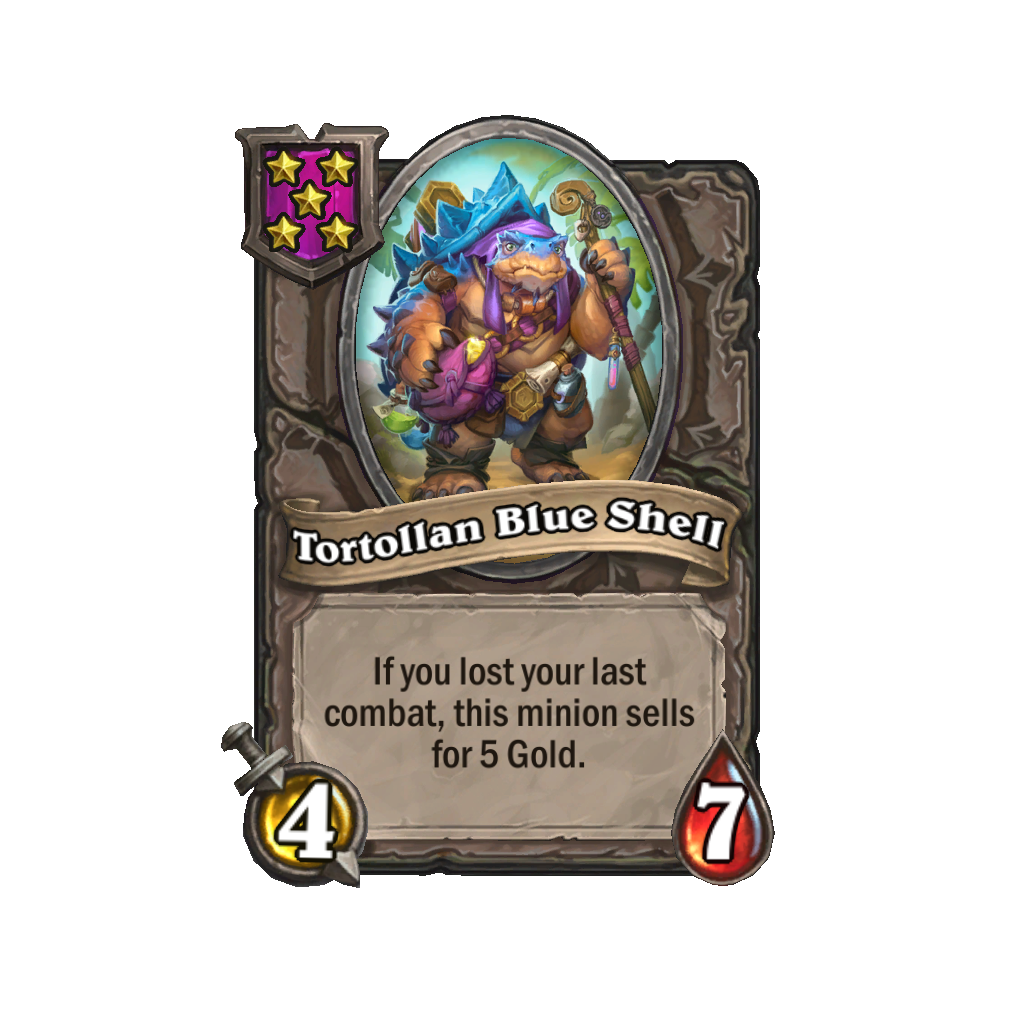 Tortollan Blue Shell
If you lost your last
combat, this minion sells
for 5 Gold.
4
7